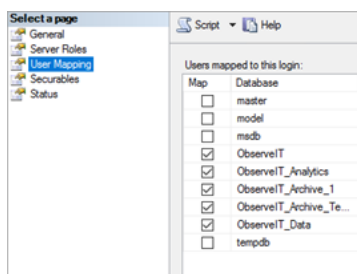 Select a page
General
Server Roles
User Mapping
Securables
Status
Script Help
Users mapped to this login:
Map Database
master
model
msdb
ObserveIT
ObserveIT_Analytics
ObserveIT_Archive_1
ObserveIT_Archive_Te...
ObserveIT_Data
tempdb